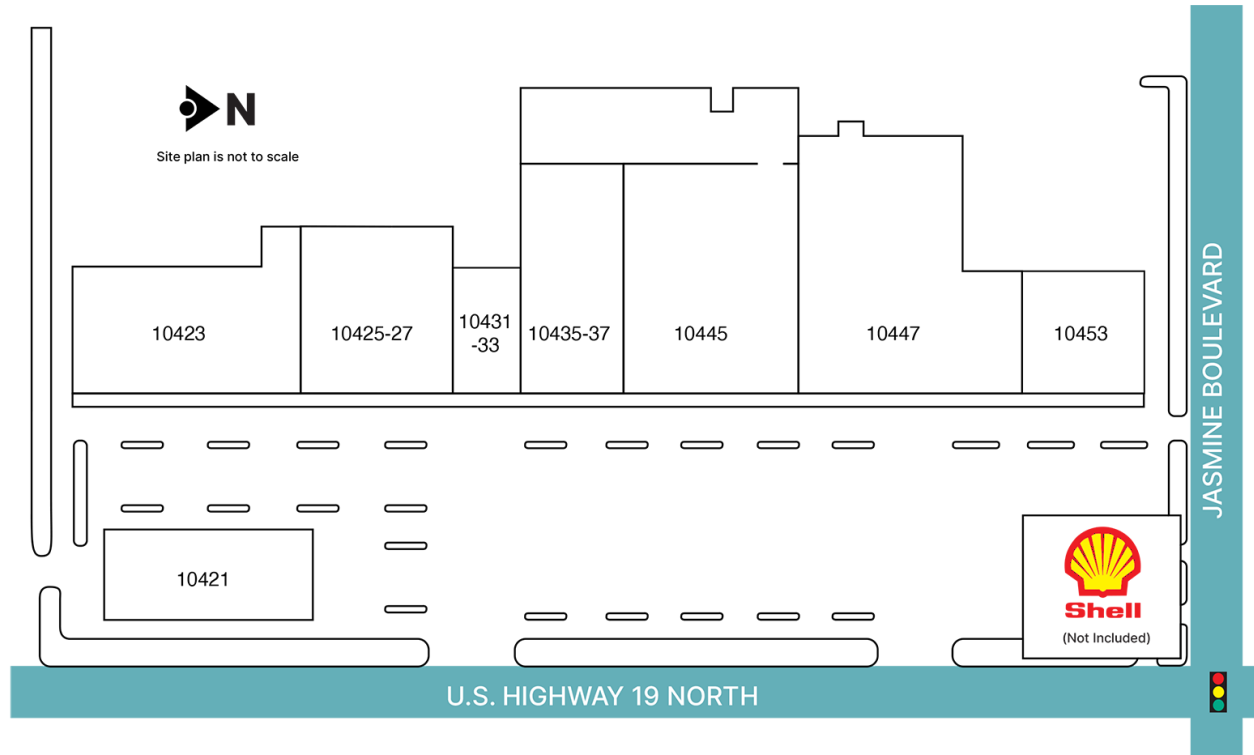 N
Site plan is not to scale
10423
10425-27
10431
-33
10435-37
10445
10447
10453
JASMINE BOULEVARD
10421
Shell
(Not Included)
U.S. HIGHWAY 19 NORTH